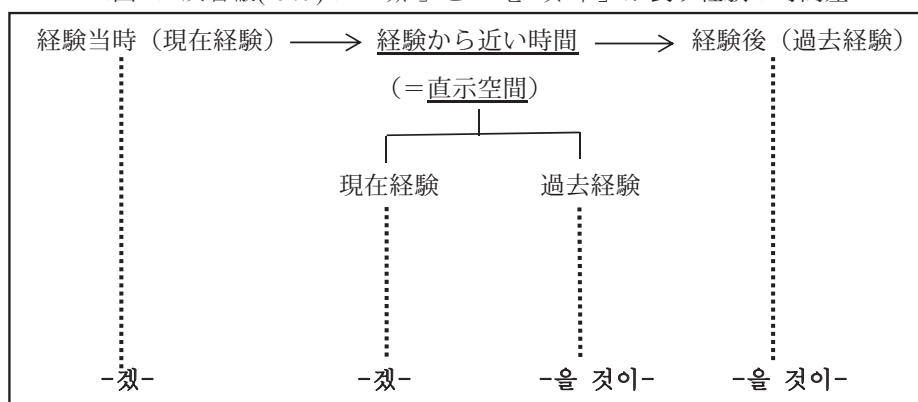 経験当時（現在経験） 経験から近い時間 経験後（過去経験）
（＝直示空間）
現在経験 過去経験
-겠- -겠- -을 것이- -을 것이-